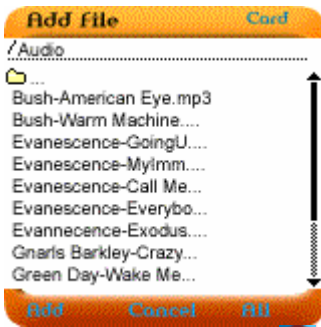 Add file Card
/Audio
...
Bush-American Eye.mp3
Bush-Warm Machine....
Evanescence-GoingU....
Evanescence-MyImm....
Evanescence-Call Me...
Evanescence-Everybo...
Evannecence-Exodus....
Gnarls Barkley-Crazy...
Green Day-Wake Me...
Add Cancel All